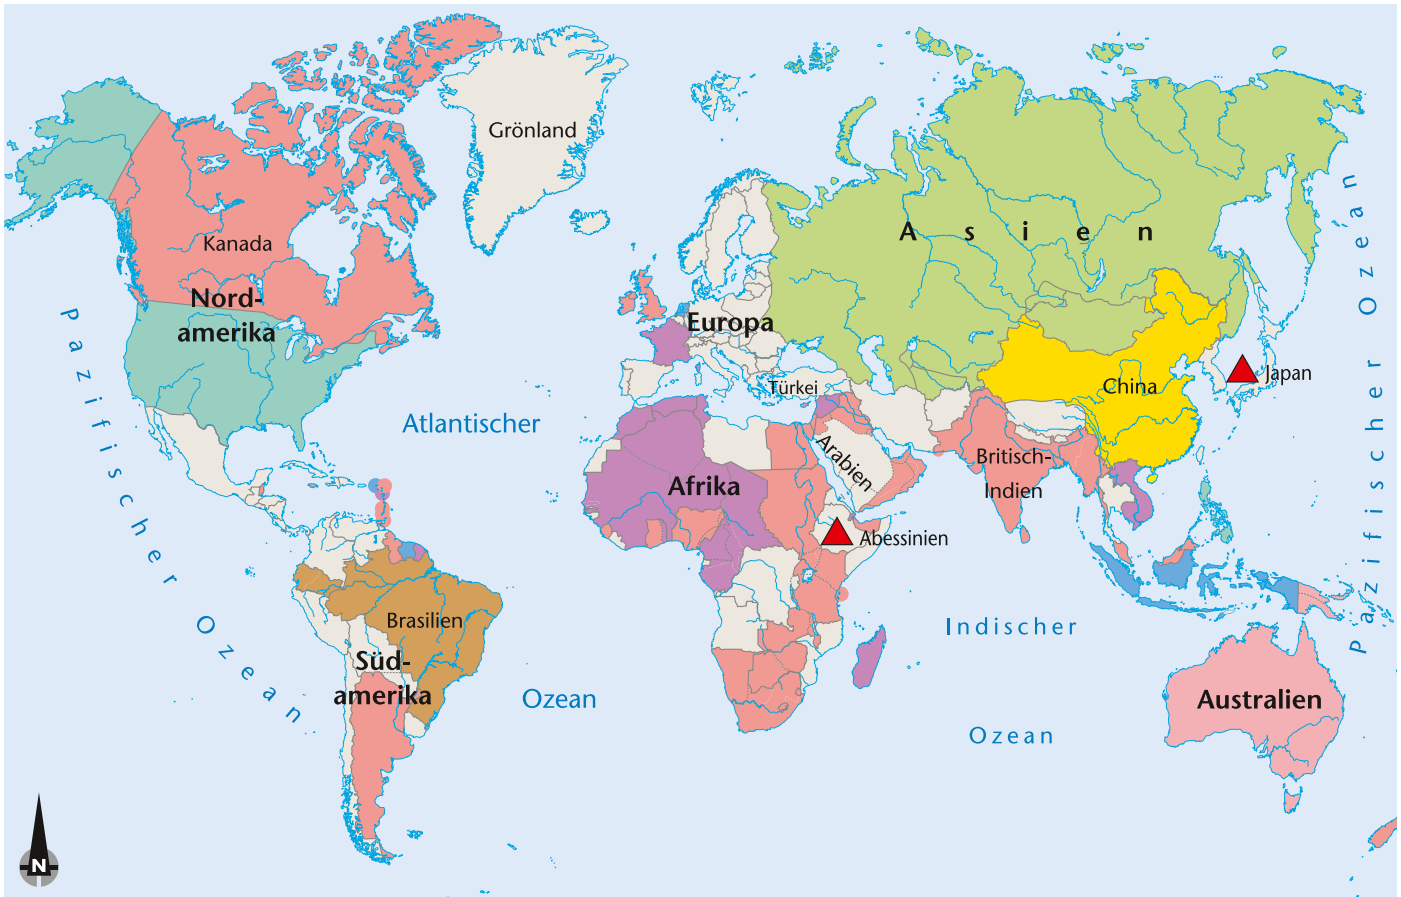 Grönland
Kanada
Nord-
amerika
Europa
Asien
Türkei
China
Japan
Atlantischer
Ozean
Afrika
Arabien
Britisch-
Indien
Abessinien
Brasilien
Süd-
amerika
Indischer
Ozean
Australien
Pazifischer Ozean
Pazifischer Ozean
N